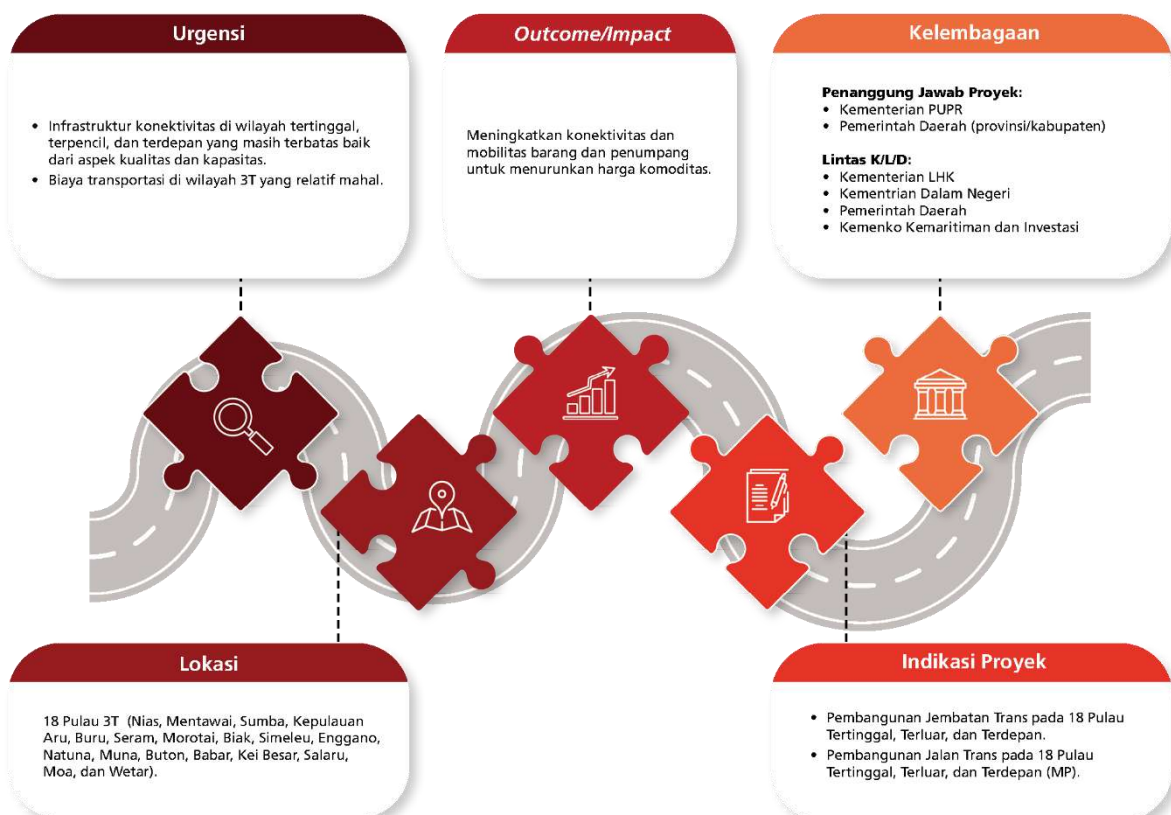 Urgensi
• Infrastruktur konektivitas di wilayah tertinggal,
terpencil, dan terdepan yang masih terbatas baik
dari aspek kualitas dan kapasitas.
• Biaya transportasi di wilayah 3T yang relatif mahal.
Outcome/Impact
Meningkatkan konektivitas dan
mobilitas barang dan penumpang
untuk menurunkan harga komoditas.
Kelembagaan
Penanggung Jawab Proyek:
• Kementerian PUPR
• Pemerintah Daerah (provinsi/kabupaten)
Lintas K/L/D:
• Kementerian LHK
• Kementrian Dalam Negeri
• Pemerintah Daerah
• Kemenko Kemaritiman dan Investasi
Lokasi
18 Pulau 3T (Nias, Mentawai, Sumba, Kepulauan
Aru, Buru, Seram, Morotai, Biak, Simeleu, Enggano,
Natuna, Muna, Buton, Babar, Kei Besar, Salaru,
Moa, dan Wetar).
Indikasi Proyek
• Pembangunan Jembatan Trans pada 18 Pulau
Tertinggal, Terluar, dan Terdepan.
• Pembangunan Jalan Trans pada 18 Pulau
Tertinggal, Terluar, dan Terdepan (MP).